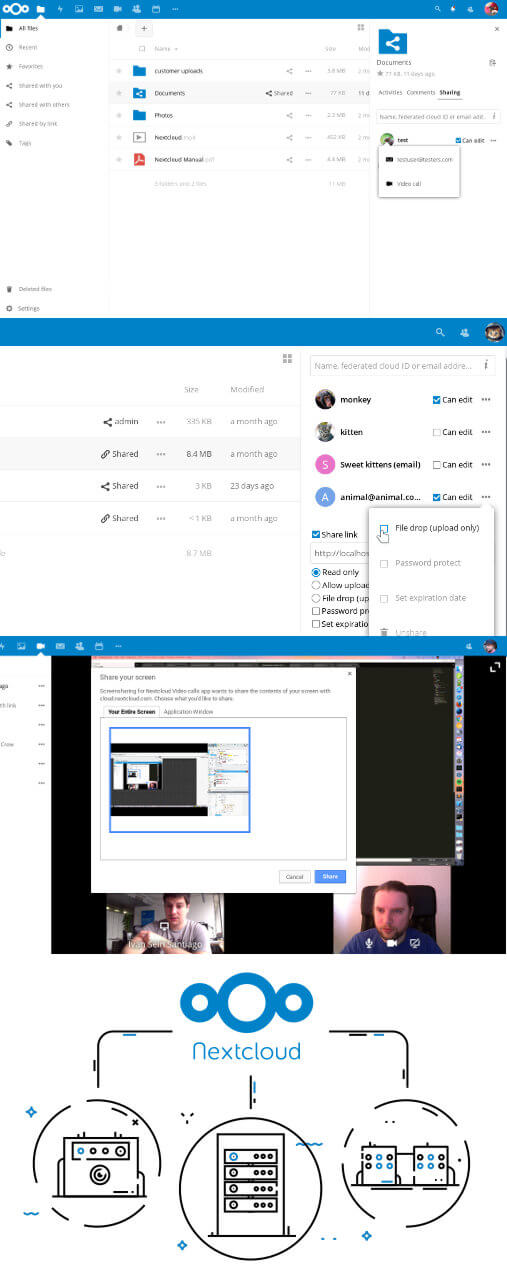 All files
Recent
Favorites
Shared with you
Shared with others
Shared by link
Tags
Deleted files
Settings
Name
Size
Mod
customer uploads
3.8 MB
2 m
Documents
Shared
77 KB
11 d
Photos
2.3 MB
2 m
Nextcloud.mp4
452 KB
2 m
Nextcloud Manual.pdf
4.4 MB
2 m
3 folders and 2 files
11 MB
Documents
77 KB, 11 days ago
Activities
Comments
Sharing
Name, federated cloud ID or email add...
test
Can edit
testuser@testers.com
Video call
Size
Modified
admin
335 KB
a month ago
Shared
8.4 MB
a month ago
Shared
3 KB
23 days ago
Shared
< 1 KB
a month ago
8.7 MB
Name, federated cloud ID or email addre...
monkey
Can edit
kitten
Can edit
S
Sweet kittens (email)
Can edit
A
animal@animal.co...
Can edit
File drop (upload only)
Password protect
Set expiration date
Unshare
Share link
http://localhos
Read only
Allow upload
File drop (up
Password pr
Set expiratio
th link
Crew
Share your screen
Screensharing for Nextcloud Video calls app wants to share the contents of your screen with
cloud.nextcloud.com. Choose what you'd like to share.
Your Entire Screen
Application Window
Cancel
Share
Ivan Sein Santiago
Nextcloud